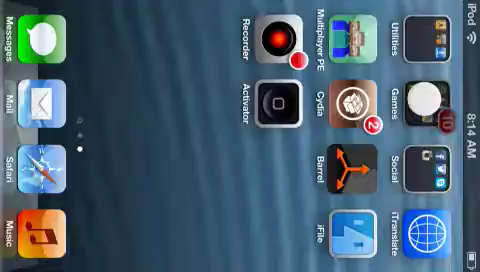 iPod 8:14 AM
Utilities Games Social iTranslate
10
Multiplayer PE Cydia Barrel iFile
2
Recorder Activator
Messages Mail Safari Music